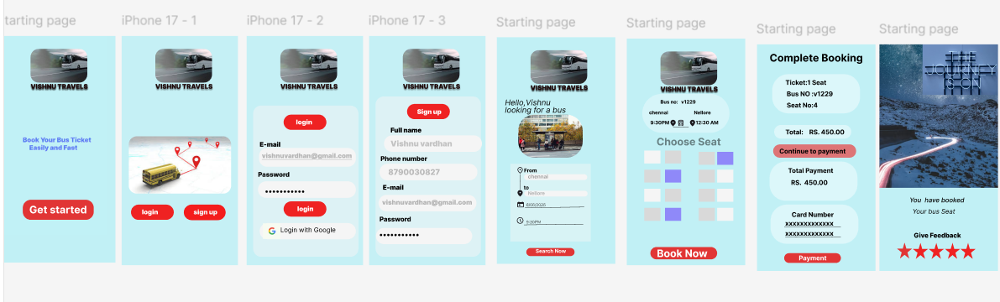 tarting page
VISHNU TRAVELS
Book Your Bus Ticket
Easily and Fast
Get started
iPhone 17 - 1
VISHNU TRAVELS
login
sign up
iPhone 17 - 2
VISHNU TRAVELS
login
E-mail
vishnuvardhan@gmail.com
Password
•••••••••••
login
Login with Google
iPhone 17 - 3
VISHNU TRAVELS
Sign up
Full name
Vishnu vardhan
Phone number
8790030827
E-mail
vishnuvardhan@gmail.com
Password
•••••••••••
Starting page
VISHNU TRAVELS
Hello,Vishnu
looking for a bus
From
chennai
to
Nellore
9:30PM
Search Now
Starting page
VISHNU TRAVELS
Bus no: v1229
chennai Nellore
9:30PM 12:30 AM
Choose Seat
Book Now
Starting page
Complete Booking
Ticket:1 Seat
Bus NO :v1229
Seat No:4
Total: RS. 450.00
Continue to payment
Total Payment
RS. 450.00
Card Number
xxxxxxxxxxxxx
xxxxxxxxxxxxx
Payment
Starting page
THE
JOURNEY
IS ON
You have booked
Your bus Seat
Give Feedback